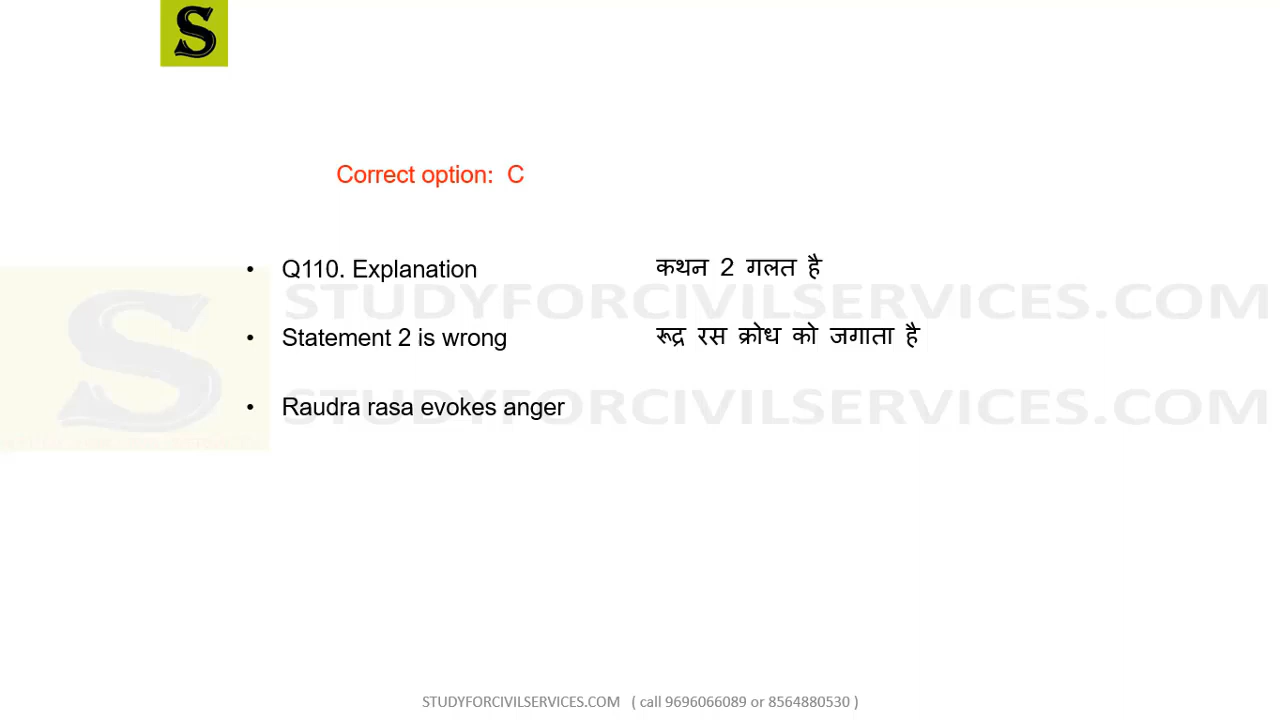 S
Correct option: C
• Q110. Explanation
• Statement 2 is wrong
• Raudra rasa evokes anger
कथन 2 गलत है
रूद्र रस क्रोध को जगाता है
STUDYFORCIVILSERVICES.COM
STUDYFORCIVILSERVICES.COM
S
STUDYFORCIVILSERVICES.COM ( call 9696066089 or 8564880530 )